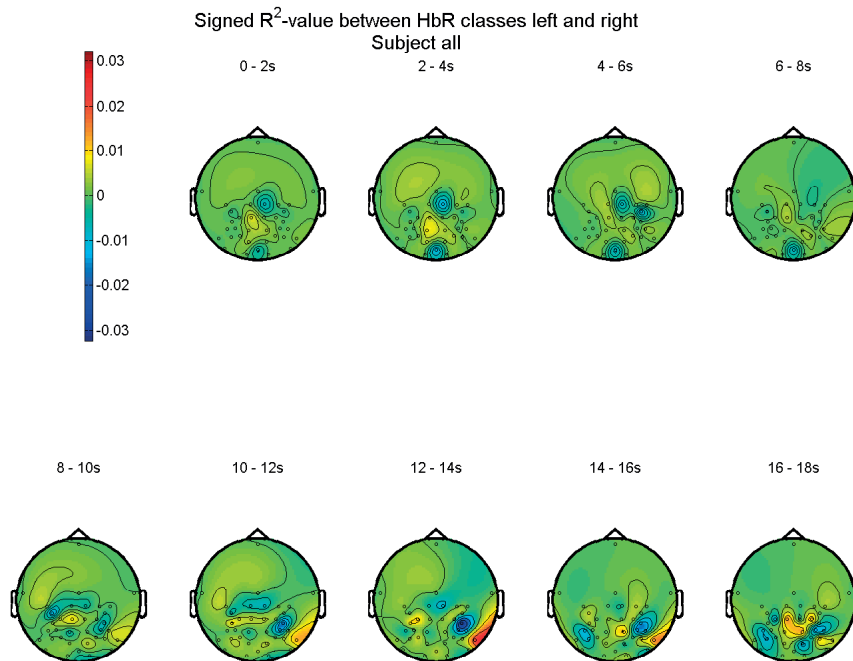 Signed R²-value between HbR classes left and right
Subject all
0 - 2s
2 - 4s
4 - 6s
6 - 8s
0.03
0.02
0.01
0
-0.01
-0.02
-0.03
8 - 10s
10 - 12s
12 - 14s
14 - 16s
16 - 18s